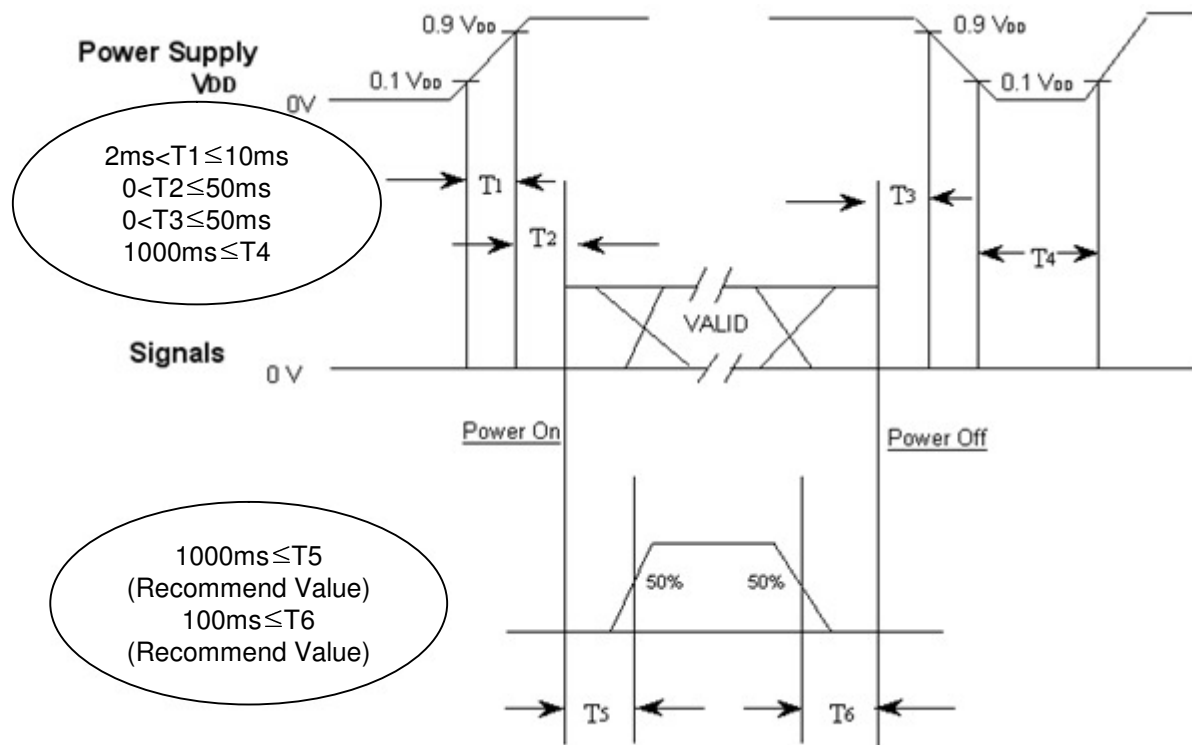 0.9 VDD
0.9 VDD
Power Supply
VDD
0.1 VDD
0.1 VDD
0V
2ms<T1≦10ms
0<T2≦50ms
0<T3≦50ms
1000ms≦T4
T1
T3
T2
T4
VALID
Signals
0 V
Power On
Power Off
1000ms≦T5
(Recommend Value)
100ms≦T6
(Recommend Value)
50%
50%
T5
T6